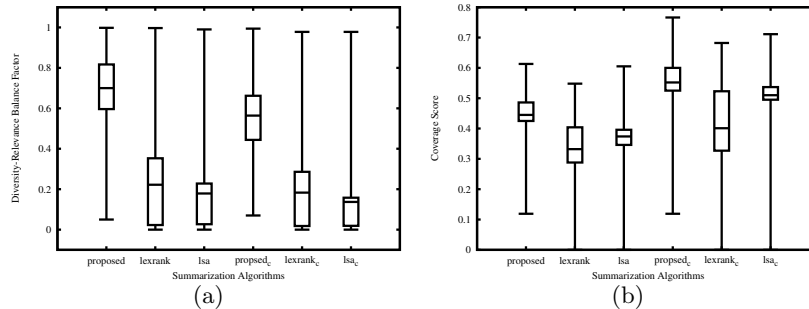 Diversity-Relevance Balance Factor
1
0.8
0.6
0.4
0.2
0
proposed lexrank lsa propsed_c lexrank_c lsa_c
Summarization Algorithms
(a)
Coverage Score
0.8
0.7
0.6
0.5
0.4
0.3
0.2
0.1
0
proposed lexrank lsa propsed_c lexrank_c lsa_c
Summarization Algorithms
(b)